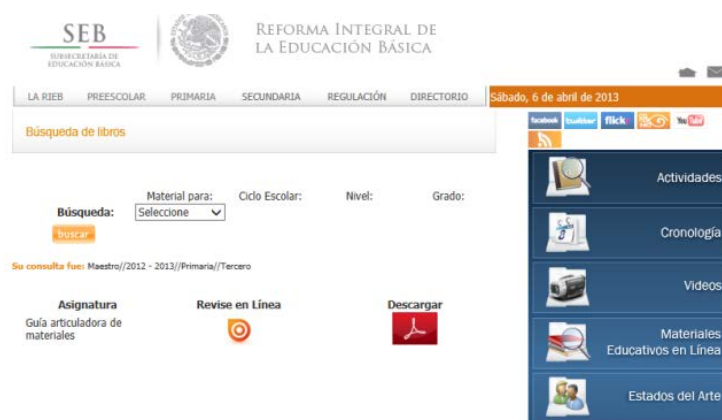 SEB
SUBSECRETARÍA DE
EDUCACIÓN BÁSICA
REFORMA INTEGRAL DE
LA EDUCACIÓN BÁSICA
LA RIEB PREESCOLAR PRIMARIA SECUNDARIA REGULACIÓN DIRECTORIO
Sábado, 6 de abril de 2013
Búsqueda de libros
facebook twitter flickr You Tube
Material para: Ciclo Escolar: Nivel: Grado:
Búsqueda: Seleccione
buscar
Su consulta fue: Maestro//2012 - 2013//Primaria//Tercero
Asignatura Revise en Línea Descargar
Guía articuladora de
materiales
Actividades
Cronología
Videos
Materiales
Educativos en Línea
Estados del Arte